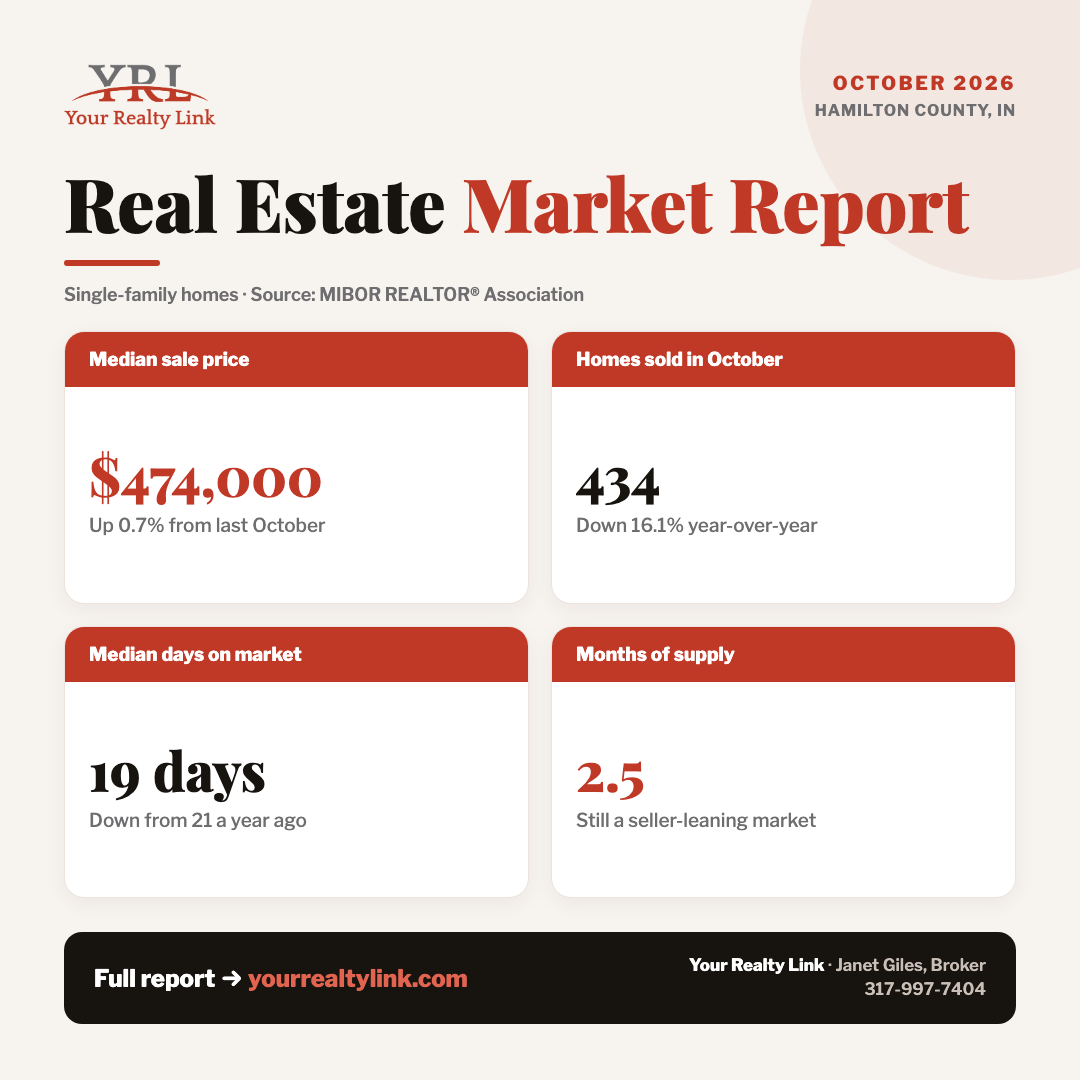 YRL
Your Realty Link
OCTOBER 2026
HAMILTON COUNTY, IN
Real Estate Market Report
Single-family homes · Source: MIBOR REALTOR® Association
Median sale price
$474,000
Up 0.7% from last October
Homes sold in October
434
Down 16.1% year-over-year
Median days on market
19 days
Down from 21 a year ago
Months of supply
2.5
Still a seller-leaning market
Full report → yourrealtylink.com
Your Realty Link · Janet Giles, Broker
317-997-7404